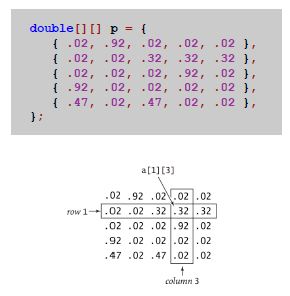 double[][] p = {
{ .02, .92, .02, .02, .02 },
{ .02, .02, .32, .32, .32 },
{ .02, .02, .02, .92, .02 },
{ .92, .02, .02, .02, .02 },
{ .47, .02, .47, .02, .02 },
};
a[1][3]
.02 .92 .02 .02 .02
row 1 .02 .02 .32 .32 .32
.02 .02 .02 .92 .02
.92 .02 .02 .02 .02
.47 .02 .47 .02 .02
column 3